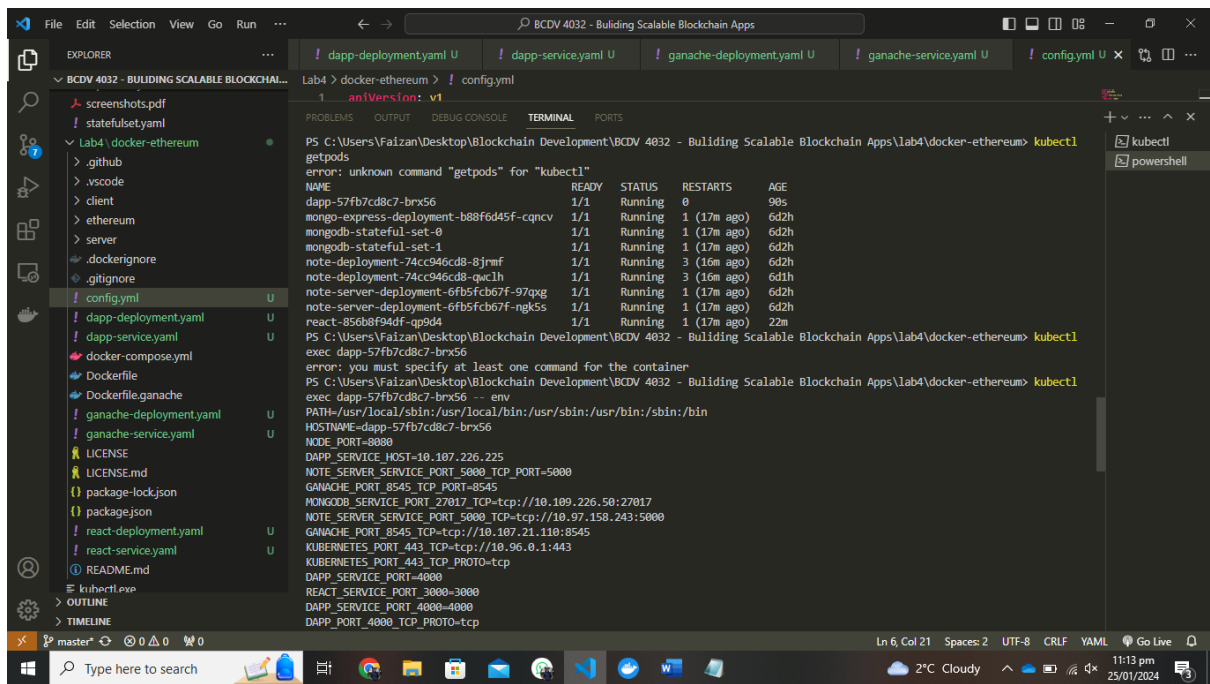 File Edit Selection View Go Run ···
BCDV 4032 - Buliding Scalable Blockchain Apps
EXPLORER
BCDV 4032 - BULIDING SCALABLE BLOCKCHAI...
screenshots.pdf
statefulset.yaml
Lab4 \ docker-ethereum
.github
.vscode
client
ethereum
server
.dockerignore
.gitignore
config.yml U
dapp-deployment.yaml U
dapp-service.yaml U
docker-compose.yml
Dockerfile
Dockerfile.ganache
ganache-deployment.yaml U
ganache-service.yaml U
LICENSE
LICENSE.md
package-lock.json
package.json
react-deployment.yaml U
react-service.yaml U
README.md
kubectl.exe
OUTLINE
TIMELINE
7
dapp-deployment.yaml U dapp-service.yaml U ganache-deployment.yaml U ganache-service.yaml U config.yml U
Lab4 > docker-ethereum > ! config.yml
1 apiVersion: v1
PROBLEMS OUTPUT DEBUG CONSOLE TERMINAL PORTS
kubectl
powershell
PS C:\Users\Faizan\Desktop\Blockchain Development\BCDV 4032 - Buliding Scalable Blockchain Apps\lab4\docker-ethereum> kubectl
getpods
error: unknown command "getpods" for "kubectl"
NAME READY STATUS RESTARTS AGE
dapp-57fb7cd8c7-brx56 1/1 Running 0 90s
mongo-express-deployment-b88f6d45f-cqncv 1/1 Running 1 (17m ago) 6d2h
mongodb-stateful-set-0 1/1 Running 1 (17m ago) 6d2h
mongodb-stateful-set-1 1/1 Running 1 (17m ago) 6d2h
note-deployment-74cc946cd8-8jrmf 1/1 Running 3 (16m ago) 6d2h
note-deployment-74cc946cd8-qwclh 1/1 Running 3 (16m ago) 6d1h
note-server-deployment-6fb5fcb67f-97qxg 1/1 Running 1 (17m ago) 6d2h
note-server-deployment-6fb5fcb67f-ngk5s 1/1 Running 1 (17m ago) 6d2h
react-856b8f94df-qp9d4 1/1 Running 1 (17m ago) 22m
PS C:\Users\Faizan\Desktop\Blockchain Development\BCDV 4032 - Buliding Scalable Blockchain Apps\lab4\docker-ethereum> kubectl
exec dapp-57fb7cd8c7-brx56
error: you must specify at least one command for the container
PS C:\Users\Faizan\Desktop\Blockchain Development\BCDV 4032 - Buliding Scalable Blockchain Apps\lab4\docker-ethereum> kubectl
exec dapp-57fb7cd8c7-brx56 -- env
PATH=/usr/local/sbin:/usr/local/bin:/usr/sbin:/usr/bin:/sbin:/bin
HOSTNAME=dapp-57fb7cd8c7-brx56
NODE_PORT=8080
DAPP_SERVICE_HOST=10.107.226.225
NOTE_SERVER_SERVICE_PORT_5000_TCP_PORT=5000
GANACHE_PORT_8545_TCP_PORT=8545
MONGODB_SERVICE_PORT_27017_TCP=tcp://10.109.226.50:27017
NOTE_SERVER_SERVICE_PORT_5000_TCP=tcp://10.97.158.243:5000
GANACHE_PORT_8545_TCP=tcp://10.107.21.110:8545
KUBERNETES_PORT_443_TCP=tcp://10.96.0.1:443
KUBERNETES_PORT_443_TCP_PROTO=tcp
DAPP_SERVICE_PORT=4000
REACT_SERVICE_PORT_3000=3000
DAPP_SERVICE_PORT_4000=4000
DAPP_PORT_4000_TCP_PROTO=tcp
master* 0 0 0 Ln 6, Col 21 Spaces: 2 UTF-8 CRLF YAML Go Live
Type here to search 2°C Cloudy 11:13 pm
25/01/2024
3